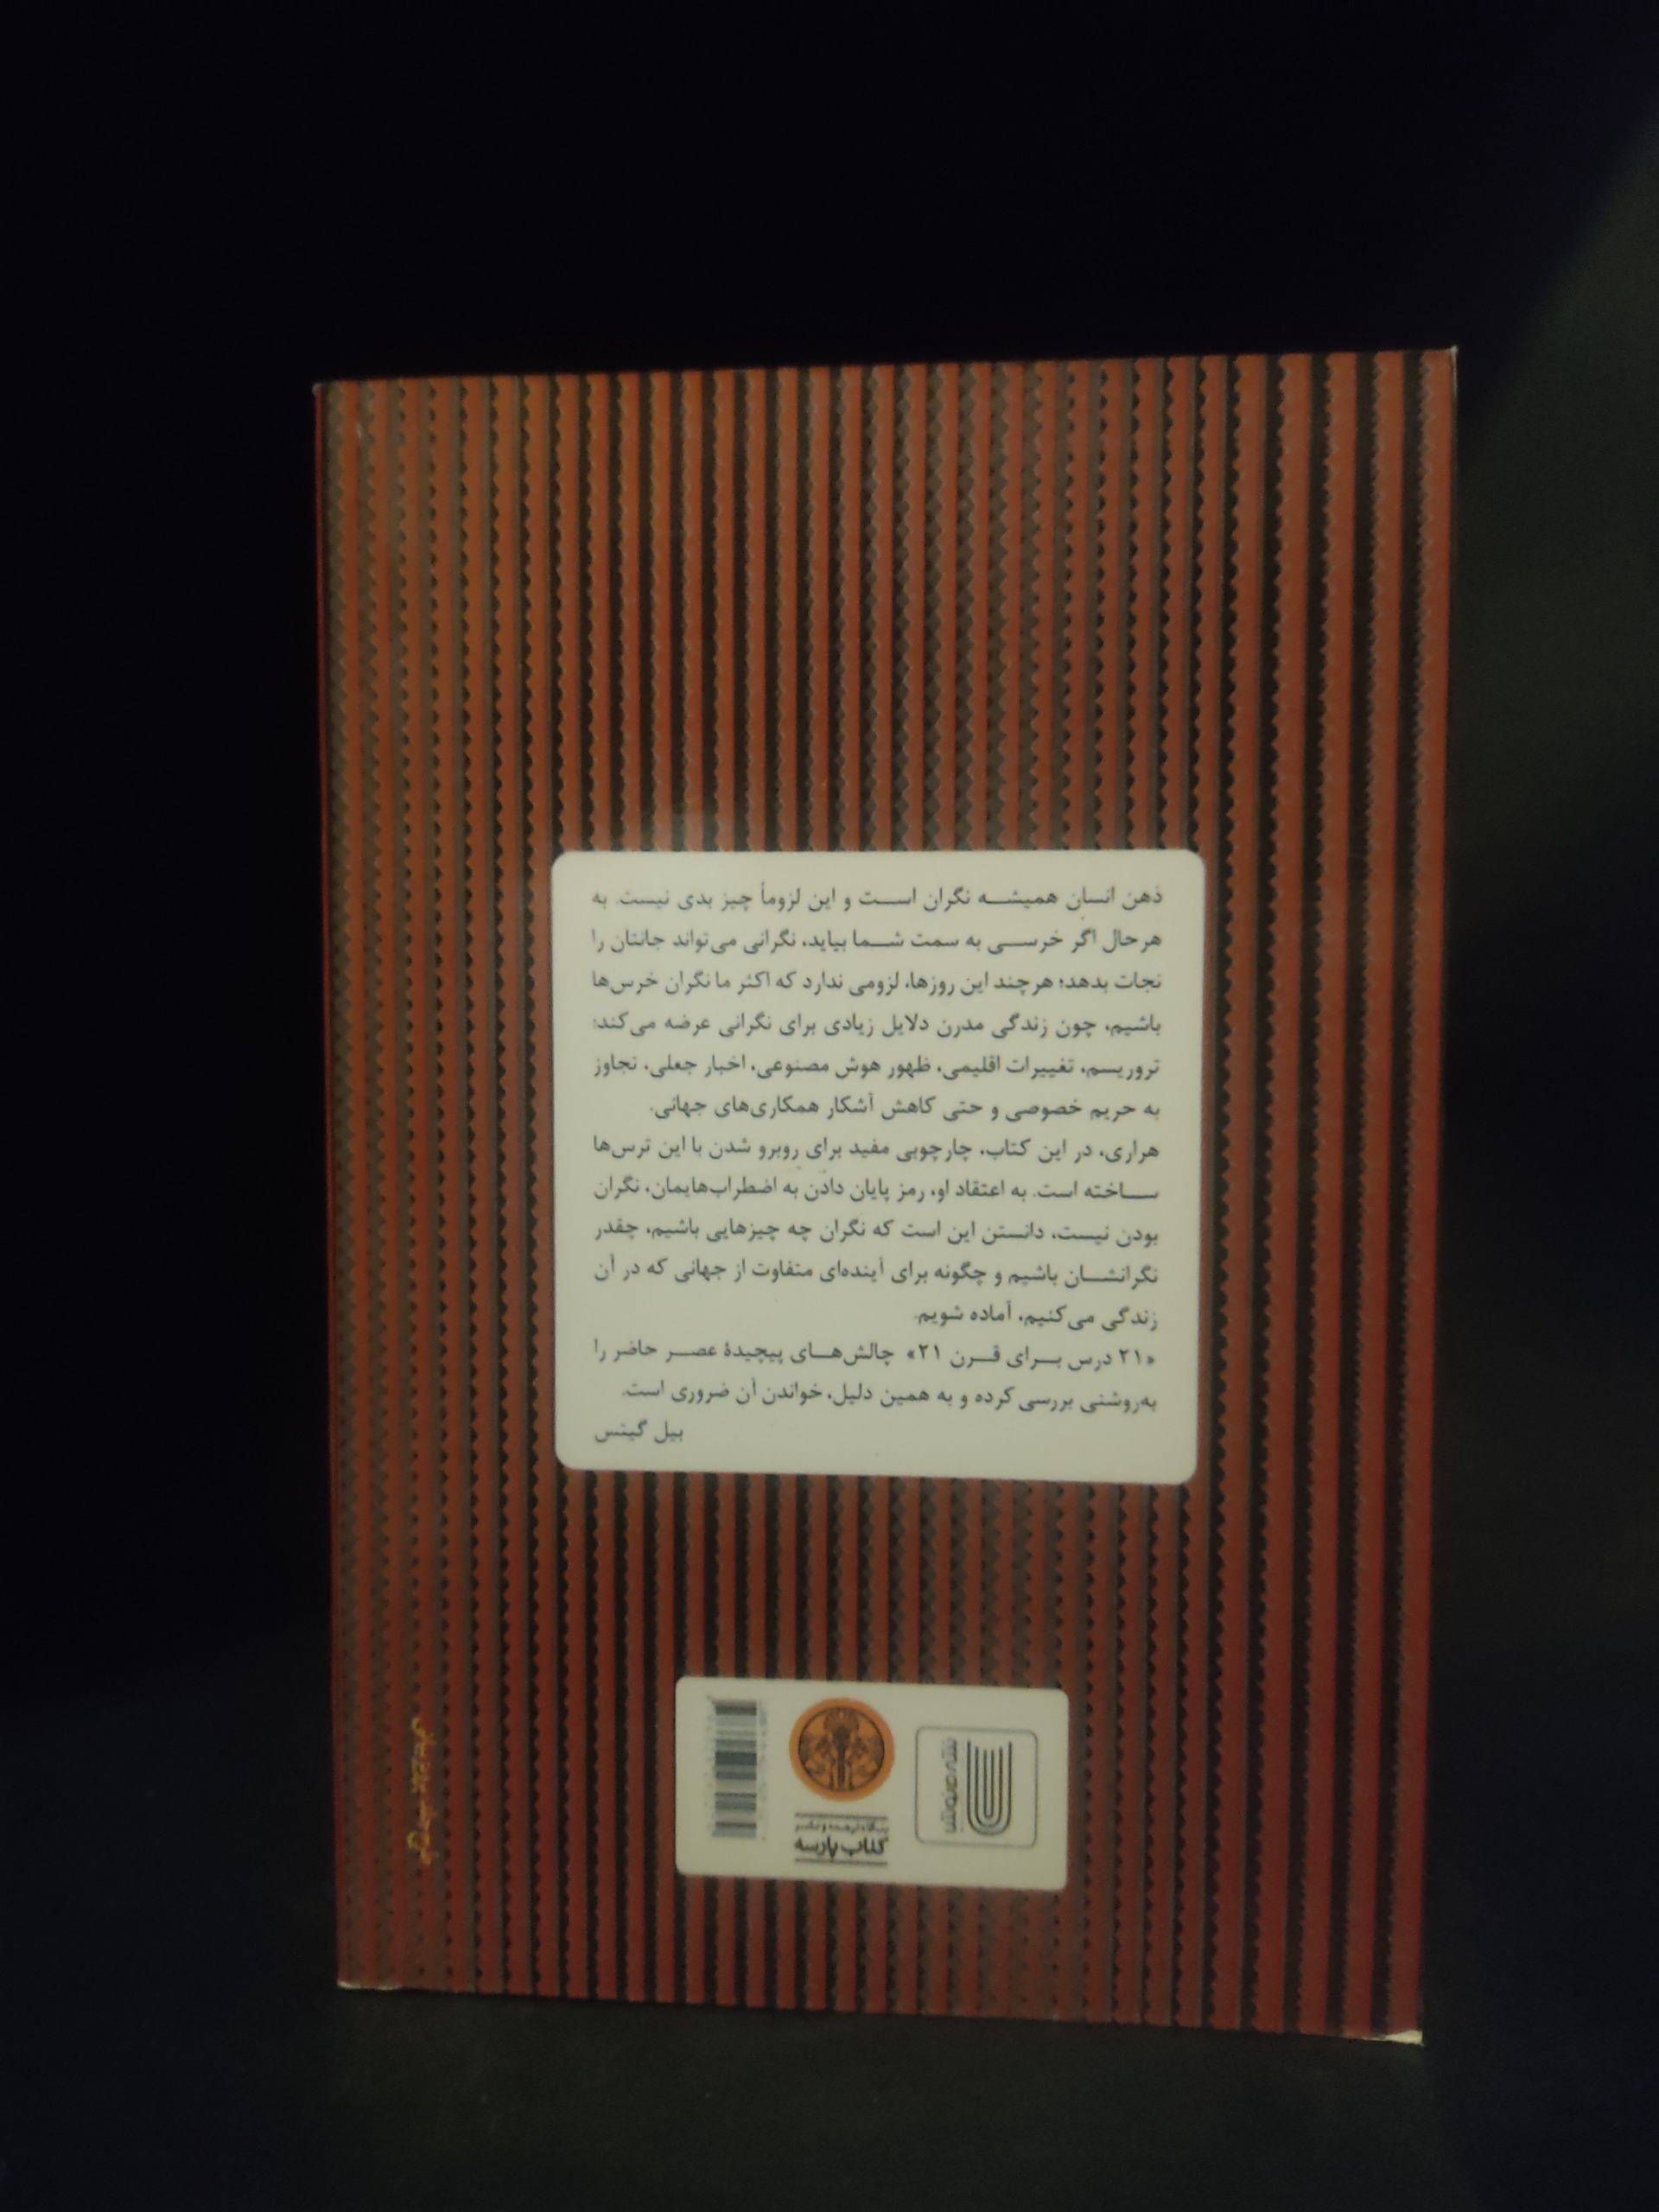 ذهن انسان همیشه نگران است و این لزوماً چیز بدی نیست. به
هر حال اگر خرسی به سمت شما بیاید، نگرانی می‌تواند جانتان را
نجات بدهد؛ هرچند این روزها، لزومی ندارد که اکثر ما نگران خرس‌ها
باشیم، چون زندگی مدرن دلایل زیادی برای نگرانی عرضه می‌کند:
تروریسم، تغییرات اقلیمی، ظهور هوش مصنوعی، اخبار جعلی، تجاوز
به حریم خصوصی و حتی کاهش آشکار همکاری‌های جهانی.
هراری، در این کتاب، چارچوبی مفید برای روبرو شدن با این ترس‌ها
ساخته است. به اعتقاد او، رمز پایان دادن به اضطراب‌هایمان، نگران
بودن نیست، دانستن این است که نگران چه چیزهایی باشیم، چقدر
نگرانشان باشیم و چگونه برای آینده‌ای متفاوت از جهانی که در آن
زندگی می‌کنیم، آماده شویم.
«۲۱ درس برای قرن ۲۱» چالش‌های پیچیدهٔ عصر حاضر را
به‌روشنی بررسی کرده و به همین دلیل، خواندن آن ضروری است.
بیل گیتس
بنگاه ترجمه و نشر
کتاب پارسه